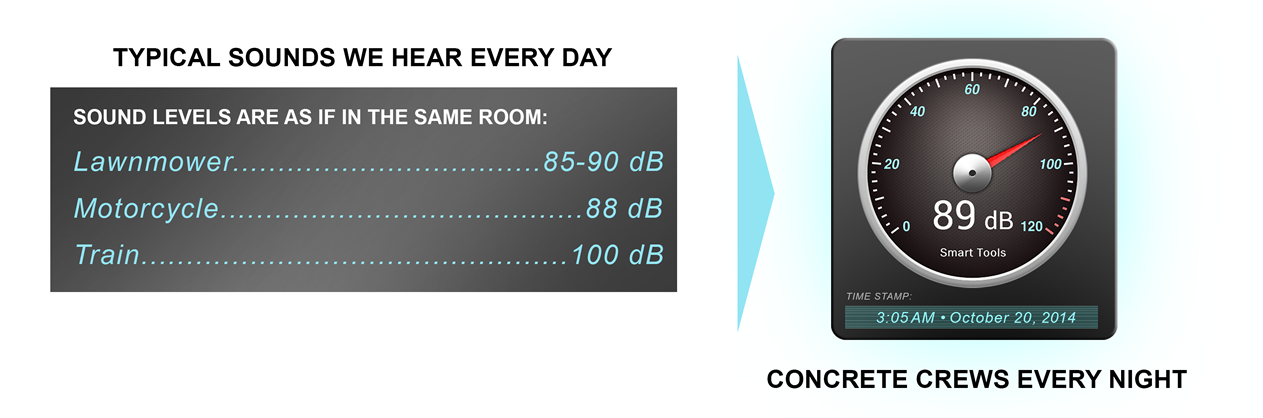 TYPICAL SOUNDS WE HEAR EVERY DAY
SOUND LEVELS ARE AS IF IN THE SAME ROOM:
Lawnmower..................................85-90 dB
Motorcycle........................................88 dB
Train..............................................100 dB
0
20
40
60
80
100
120
89 dB
Smart Tools
TIME STAMP:
3:05 AM • October 20, 2014
CONCRETE CREWS EVERY NIGHT